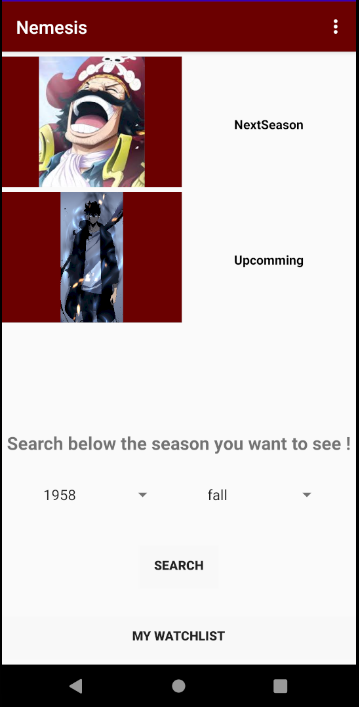 Nemesis
NextSeason
Upcomming
Search below the season you want to see !
1958 fall
SEARCH
MY WATCHLIST